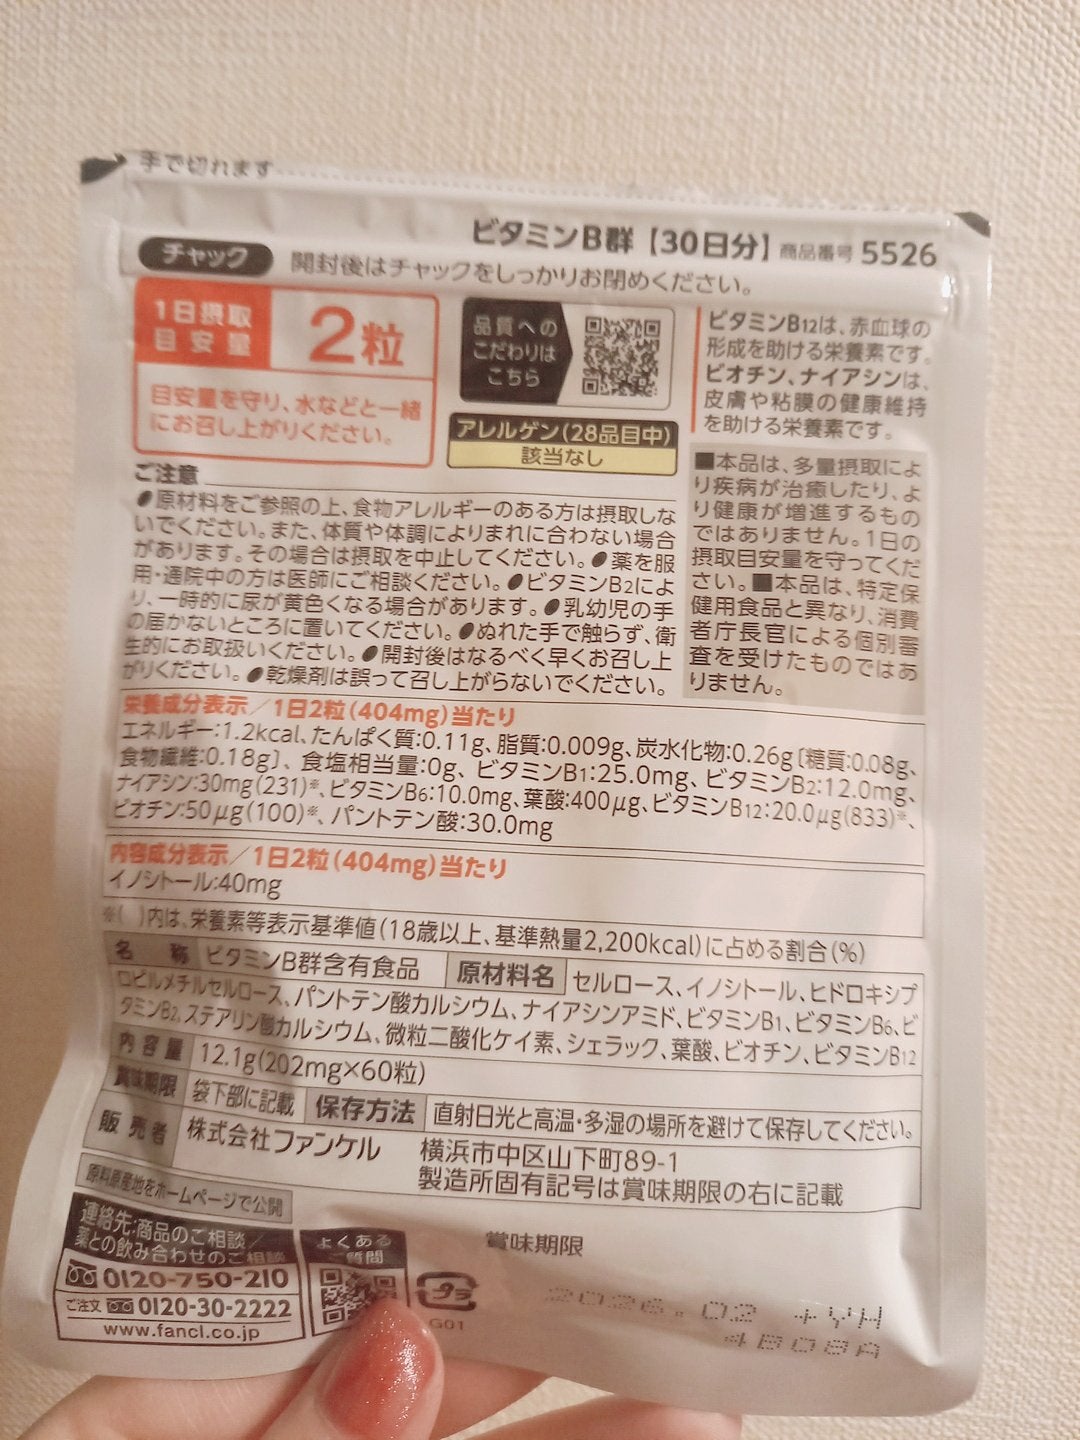 手で切れます
ビタミンB群【30日分】商品番号 5526
チャック 開封後はチャックをしっかりお閉めください。
1日摂取
目安量
2粒
目安量を守り、水などと一緒
にお召し上がりください。
品質への
こだわりは
こちら
アレルゲン(28品目中)
該当なし
ビタミンB12は、赤血球の
形成を助ける栄養素です。
ビオチン、ナイアシンは、
皮膚や粘膜の健康維持
を助ける栄養素です。
■本品は、多量摂取によ
り疾病が治癒したり、よ
り健康が増進するもの
ではありません。1日の
摂取目安量を守ってくだ
さい。■本品は、特定保
健用食品と異なり、消費
者庁長官による個別審
査を受けたものではあ
りません。
ご注意
●原材料をご参照の上、食物アレルギーのある方は摂取しな
いでください。また、体質や体調によりまれに合わない場合
があります。その場合は摂取を中止してください。●薬を服
用・通院中の方は医師にご相談ください。●ビタミンB2によ
り、一時的に尿が黄色くなる場合があります。●乳幼児の手
の届かないところに置いてください。●ぬれた手で触らず、衛
生的にお取扱いください。●開封後はなるべく早くお召し上
がりください。●乾燥剤は誤って召し上がらないでください。
栄養成分表示/1日2粒(404mg)当たり
エネルギー:1.2kcal、たんぱく質:0.11g、脂質:0.009g、炭水化物:0.26g〔糖質:0.08g、
食物繊維:0.18g〕、食塩相当量:0g、ビタミンB1:25.0mg、ビタミンB2:12.0mg、
ナイアシン:30mg(231)※、ビタミンB6:10.0mg、葉酸:400μg、ビタミンB12:20.0μg(833)※、
ビオチン:50μg(100)※、パントテン酸:30.0mg
内容成分表示/1日2粒(404mg)当たり
イノシトール:40mg
※( )内は、栄養素等表示基準値(18歳以上、基準熱量2,200kcal)に占める割合(%)
名称 ビタミンB群含有食品 原材料名 セルロース、イノシトール、ヒドロキシプ
ロピルメチルセルロース、パントテン酸カルシウム、ナイアシンアミド、ビタミンB1、ビタミンB6、ビ
タミンB2、ステアリン酸カルシウム、微粒二酸化ケイ素、シェラック、葉酸、ビオチン、ビタミンB12
内容量 12.1g(202mg×60粒)
賞味期限 袋下部に記載 保存方法 直射日光と高温・多湿の場所を避けて保存してください。
販売者 株式会社ファンケル 横浜市中区山下町89-1
製造所固有記号は賞味期限の右に記載
原料原産地をホームページで公開
連絡先:商品のご相談/
薬との飲み合わせのご相談
0120-750-210
ご注文 0120-30-2222
www.fancl.co.jp
よくある
ご質問
プラ
G01
賞味期限
2026.02 +YH
4B08A